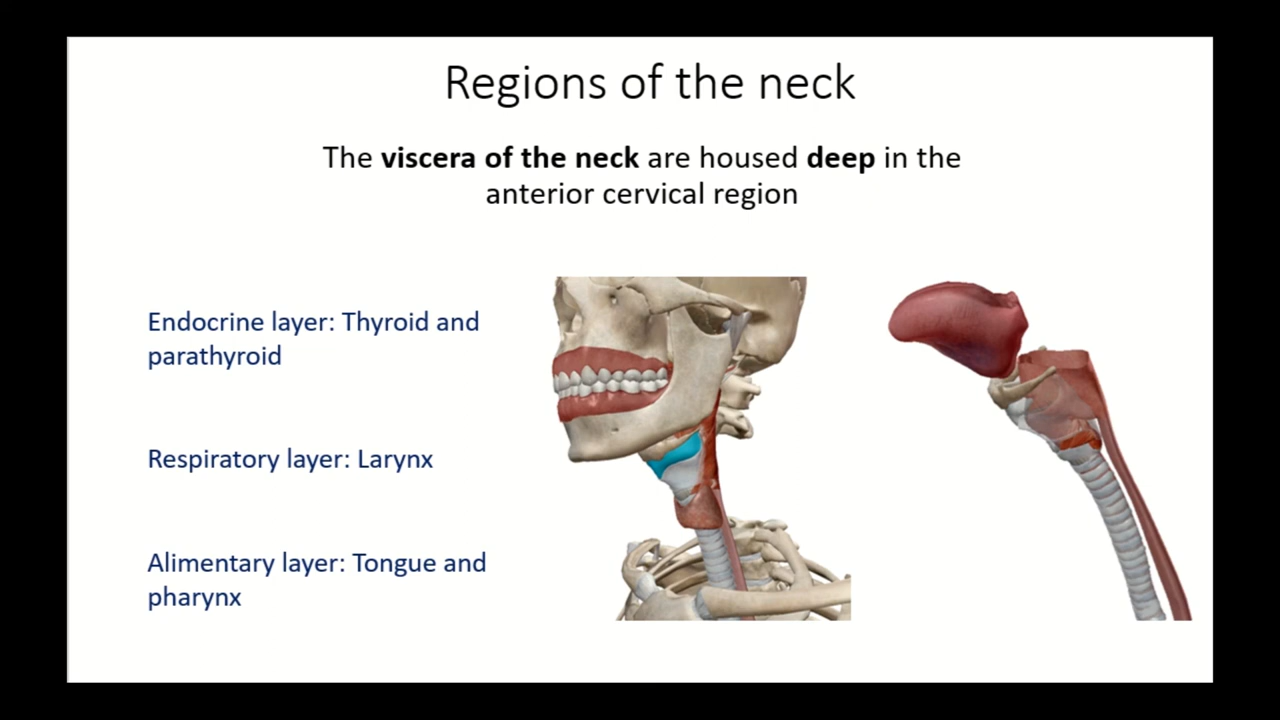 Regions of the neck
The viscera of the neck are housed deep in the
anterior cervical region
Endocrine layer: Thyroid and
parathyroid
Respiratory layer: Larynx
Alimentary layer: Tongue and
pharynx